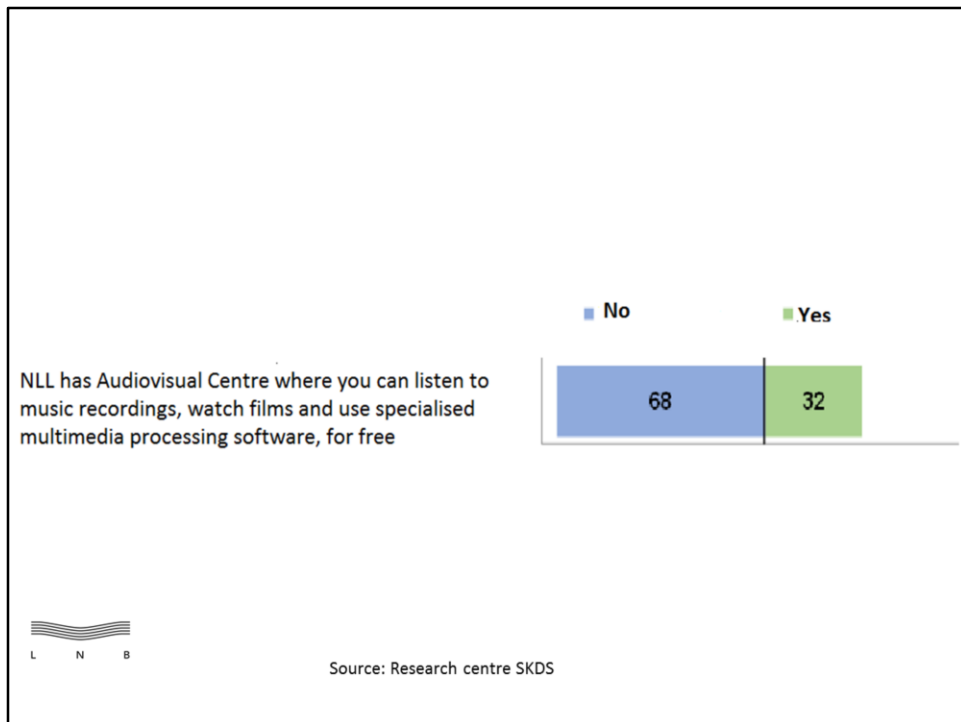 No
Yes
NLL has Audiovisual Centre where you can listen to
music recordings, watch films and use specialised
multimedia processing software, for free
68
32
L N B
Source: Research centre SKDS